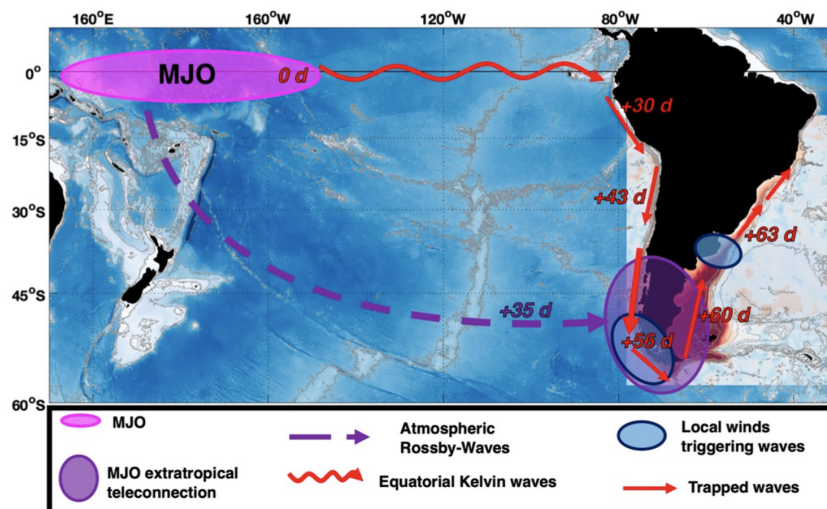 160°E 160°W 120°W 80°W 40°W
0°
15°S
30°S
45°S
60°S
MJO
0 d
+30 d
+43 d
+63 d
+35 d
+60 d
+56 d
MJO
Atmospheric
Rossby-Waves
Local winds
triggering waves
MJO extratropical
teleconnection
Equatorial Kelvin waves
Trapped waves